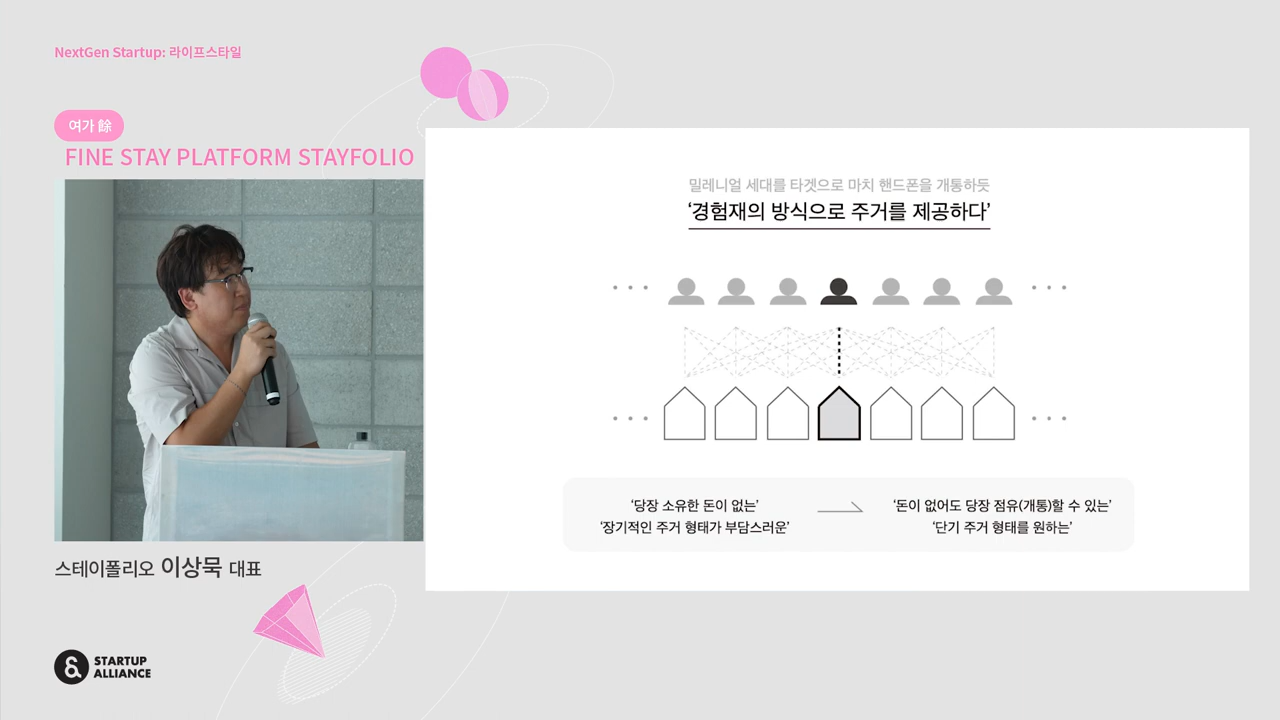 NextGen Startup: 라이프스타일
여가 餘
FINE STAY PLATFORM STAYFOLIO
밀레니얼 세대를 타겟으로 마치 핸드폰을 개통하듯
‘경험재의 방식으로 주거를 제공하다’
‘당장 소유한 돈이 없는’
‘장기적인 주거 형태가 부담스러운’
‘돈이 없어도 당장 점유(개통)할 수 있는’
‘단기 주거 형태를 원하는’
스테이폴리오 이상묵 대표
STARTUP
ALLIANCE